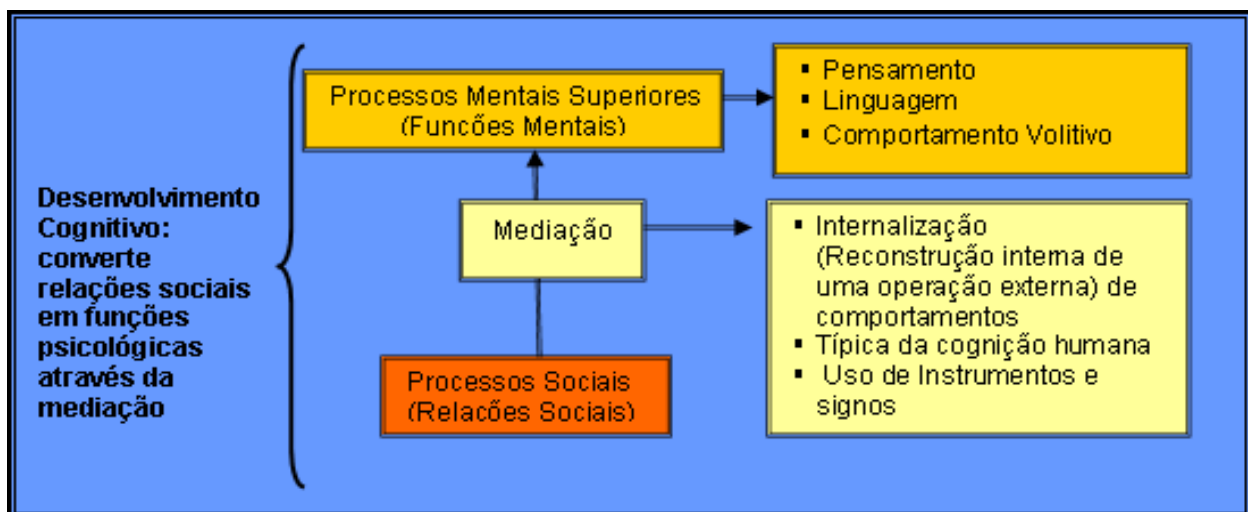 Desenvolvimento
Cognitivo:
converte
relações sociais
em funções
psicológicas
através da
mediação
Processos Mentais Superiores
(Funcões Mentais)
▪ Pensamento
▪ Linguagem
▪ Comportamento Volitivo
Mediação
▪ Internalização
(Reconstrução interna de
uma operação externa) de
comportamentos
▪ Típica da cognição humana
▪ Uso de Instrumentos e
signos
Processos Sociais
(Relacões Sociais)